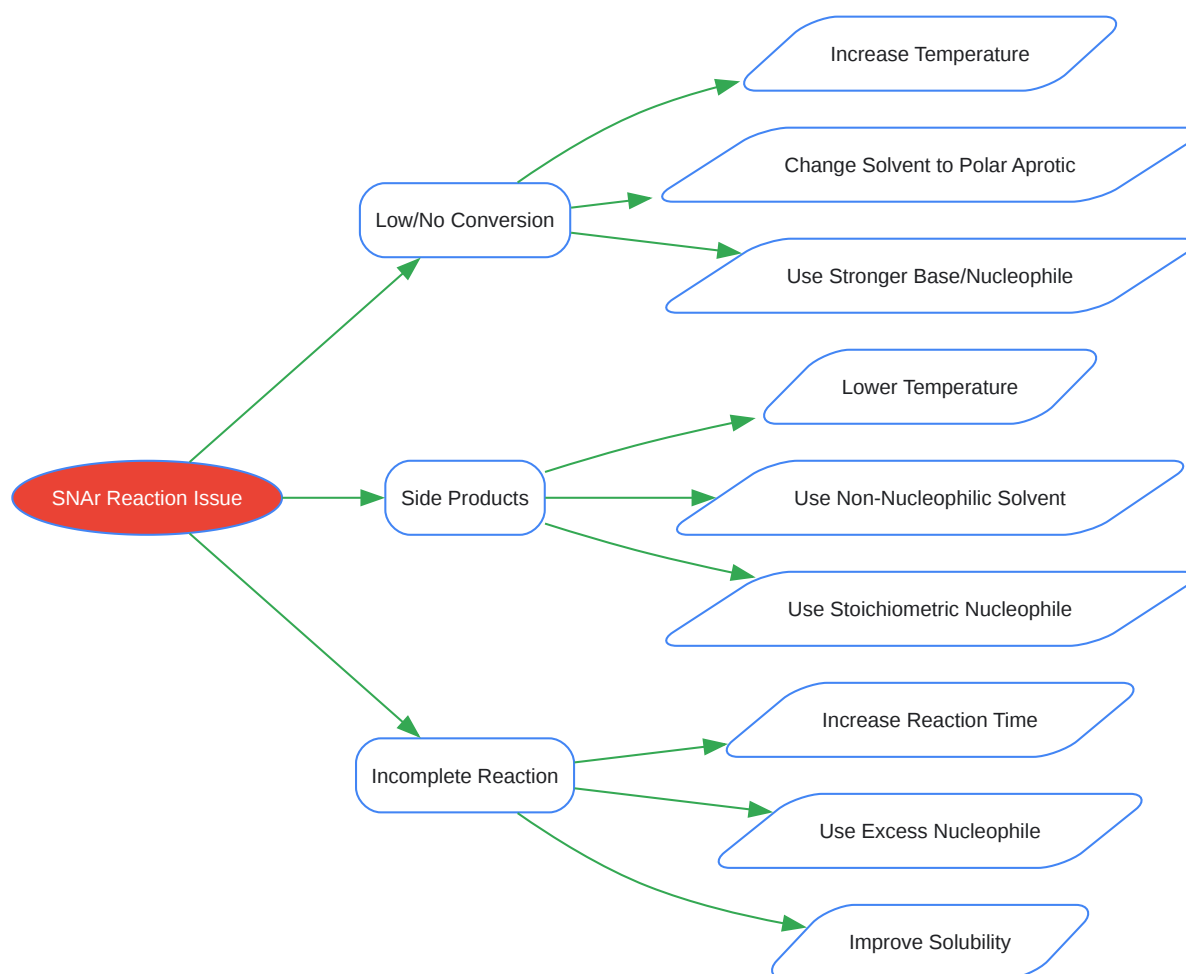 SNAr Reaction Issue
Low/No Conversion
Increase Temperature
Change Solvent to Polar Aprotic
Use Stronger Base/Nucleophile
Side Products
Lower Temperature
Use Non-Nucleophilic Solvent
Use Stoichiometric Nucleophile
Incomplete Reaction
Increase Reaction Time
Use Excess Nucleophile
Improve Solubility